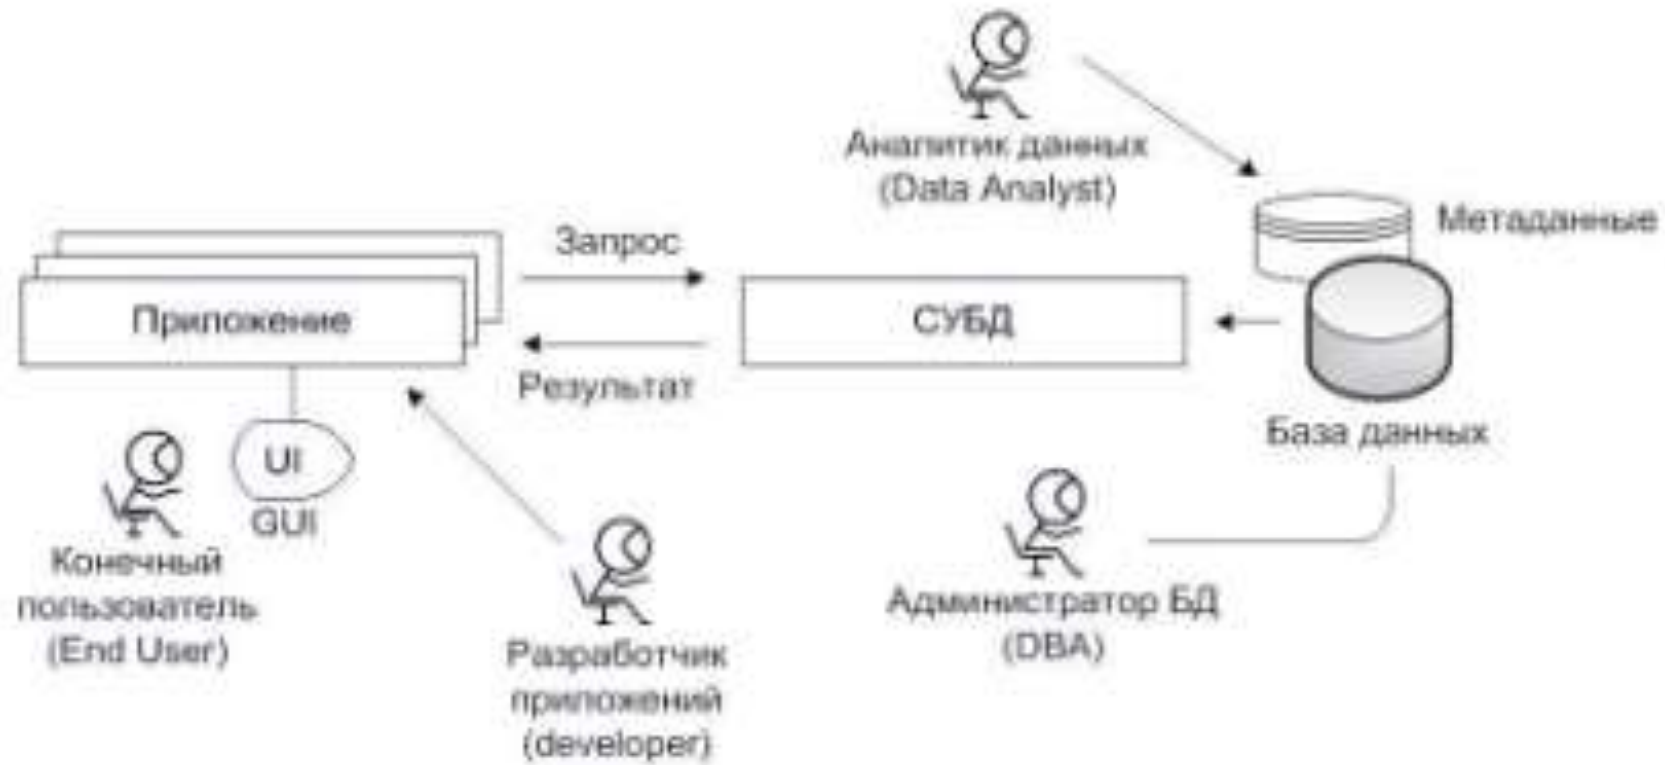 Аналитик данных
(Data Analyst)
Метаданные
Запрос
Приложение
СУБД
Результат
База данных
UI
GUI
Конечный
пользователь
(End User)
Администратор БД
(DBA)
Разработчик
приложений
(developer)